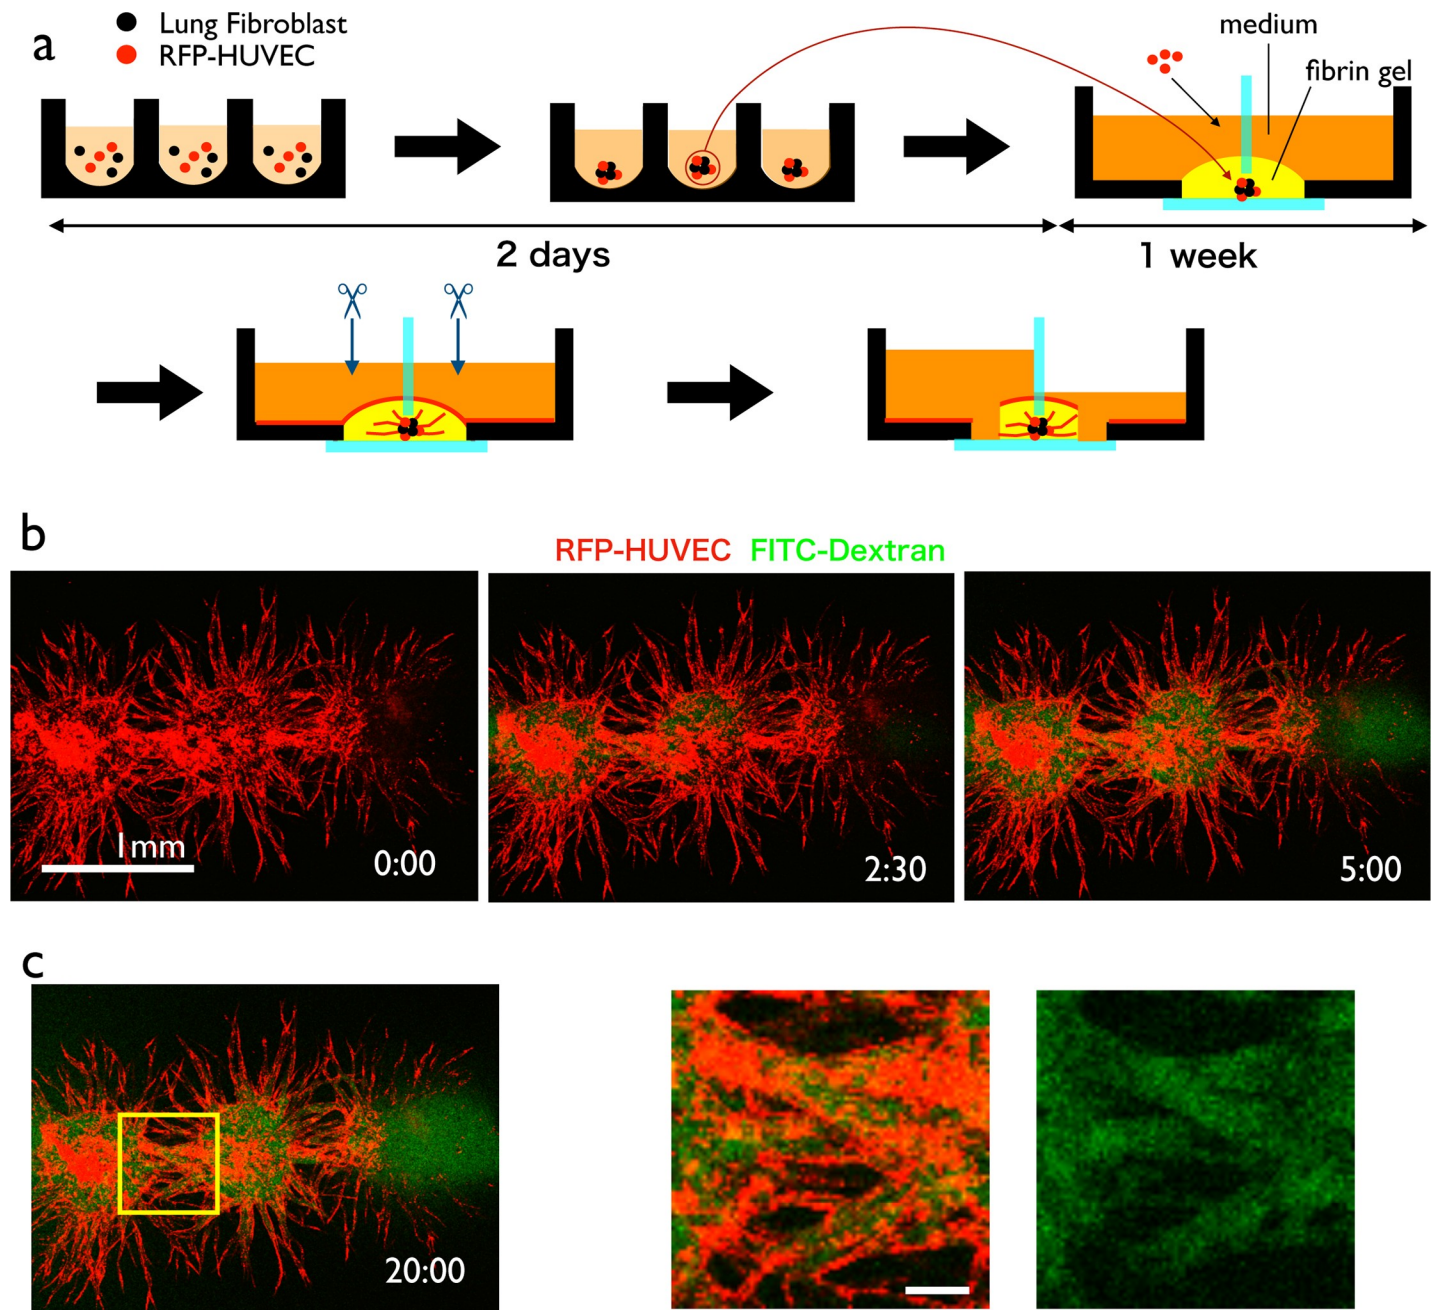 a
Lung Fibroblast
RFP-HUVEC
medium
fibrin gel
2 days
1 week
b
RFP-HUVEC FITC-Dextran
1mm
0:00
2:30
5:00
c
20:00